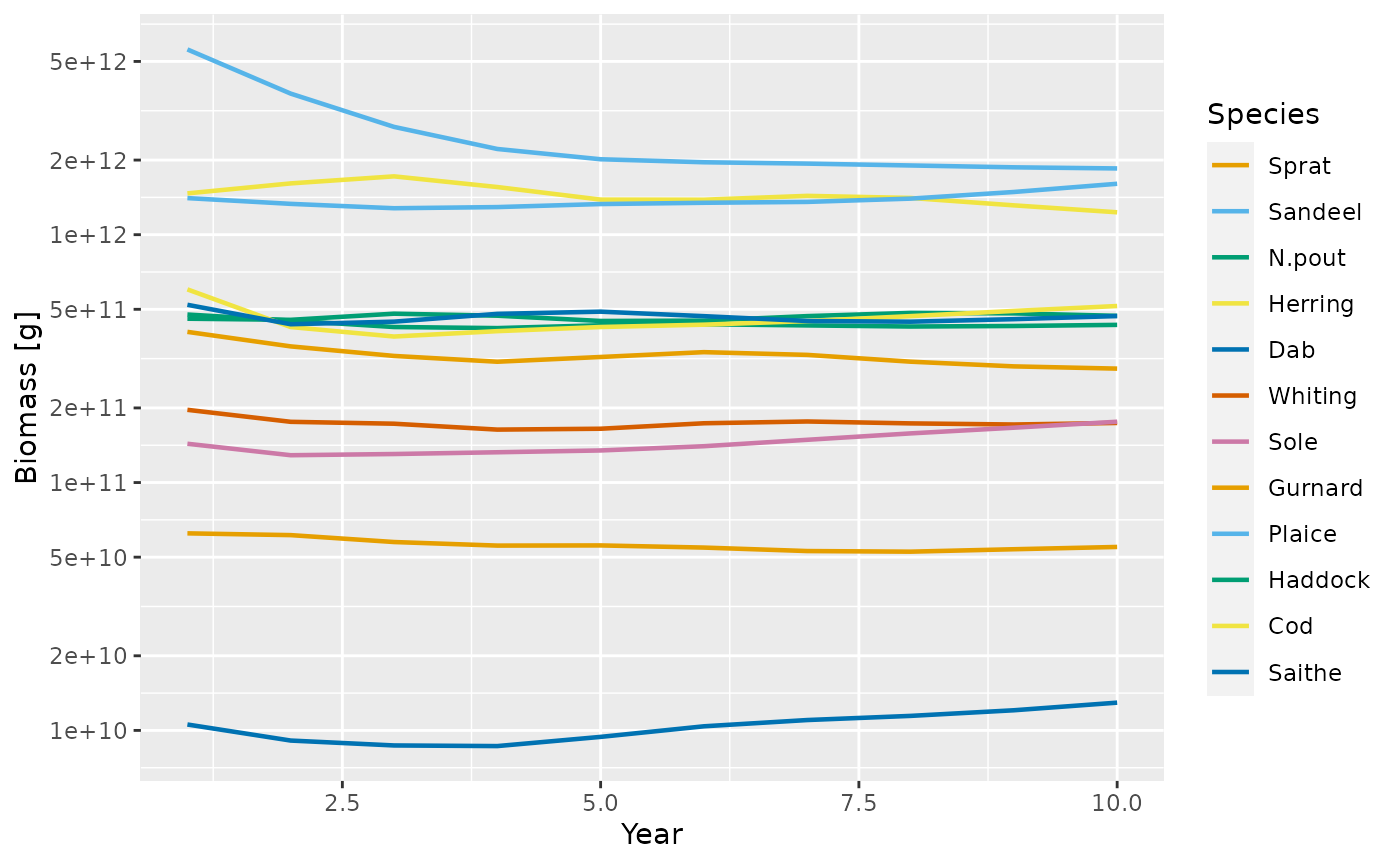 5e+12
2e+12
1e+12
5e+11
2e+11
1e+11
5e+10
2e+10
1e+10
Biomass [g]
2.5 5.0 7.5 10.0
Year
Species
Sprat
Sandeel
N.pout
Herring
Dab
Whiting
Sole
Gurnard
Plaice
Haddock
Cod
Saithe